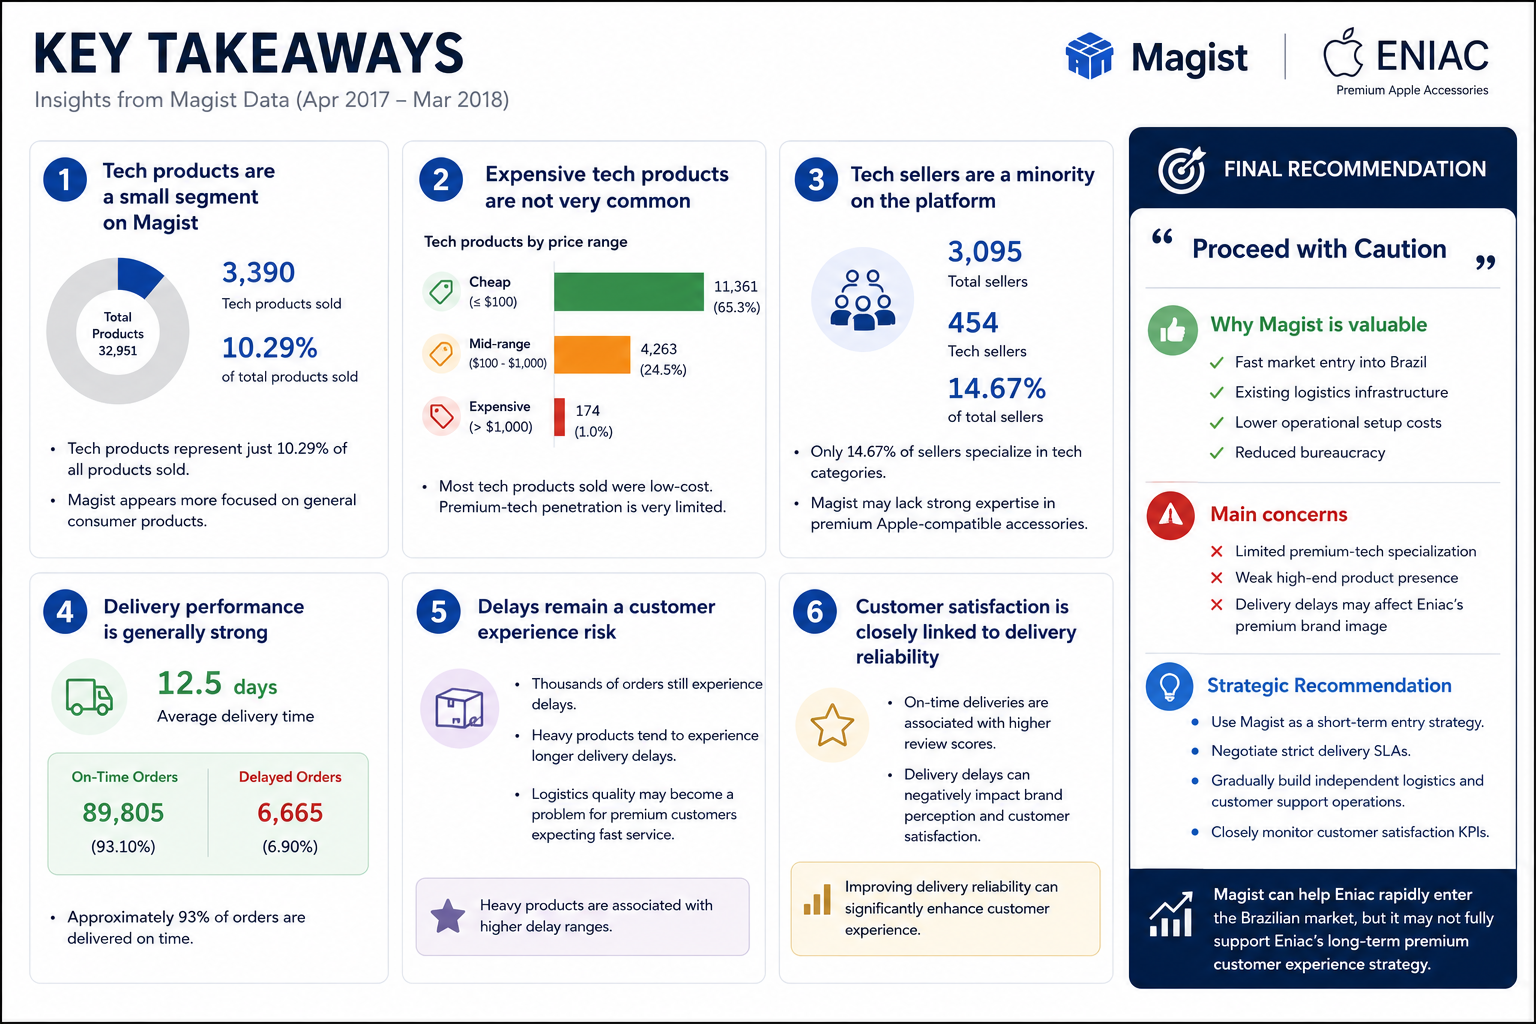 KEY TAKEAWAYS
Insights from Magist Data (Apr 2017 – Mar 2018)
Magist
ENIAC
Premium Apple Accessories
1
Tech products are
a small segment
on Magist
Total
Products
32,951
3,390
Tech products sold
10.29%
of total products sold
• Tech products represent just 10.29% of
all products sold.
• Magist appears more focused on general
consumer products.
2
Expensive tech products
are not very common
Tech products by price range
Cheap
(≤ $100)
11,361
(65.3%)
Mid-range
($100 - $1,000)
4,263
(24.5%)
Expensive
(> $1,000)
174
(1.0%)
• Most tech products sold were low-cost.
Premium-tech penetration is very limited.
3
Tech sellers are a minority
on the platform
3,095
Total sellers
454
Tech sellers
14.67%
of total sellers
• Only 14.67% of sellers specialize in tech
categories.
• Magist may lack strong expertise in
premium Apple-compatible accessories.
4
Delivery performance
is generally strong
12.5 days
Average delivery time
On-Time Orders
89,805
(93.10%)
Delayed Orders
6,665
(6.90%)
• Approximately 93% of orders are
delivered on time.
5
Delays remain a customer
experience risk
• Thousands of orders still experience
delays.
• Heavy products tend to experience
longer delivery delays.
• Logistics quality may become a
problem for premium customers
expecting fast service.
Heavy products are associated with
higher delay ranges.
6
Customer satisfaction is
closely linked to delivery
reliability
• On-time deliveries are
associated with higher
review scores.
• Delivery delays can
negatively impact brand
perception and customer
satisfaction.
Improving delivery reliability can
significantly enhance customer
experience.
FINAL RECOMMENDATION
“ Proceed with Caution ”
Why Magist is valuable
✓ Fast market entry into Brazil
✓ Existing logistics infrastructure
✓ Lower operational setup costs
✓ Reduced bureaucracy
Main concerns
✕ Limited premium-tech specialization
✕ Weak high-end product presence
✕ Delivery delays may affect Eniac’s
premium brand image
Strategic Recommendation
• Use Magist as a short-term entry strategy.
• Negotiate strict delivery SLAs.
• Gradually build independent logistics and
customer support operations.
• Closely monitor customer satisfaction KPIs.
Magist can help Eniac rapidly enter
the Brazilian market, but it may not fully
support Eniac’s long-term premium
customer experience strategy.